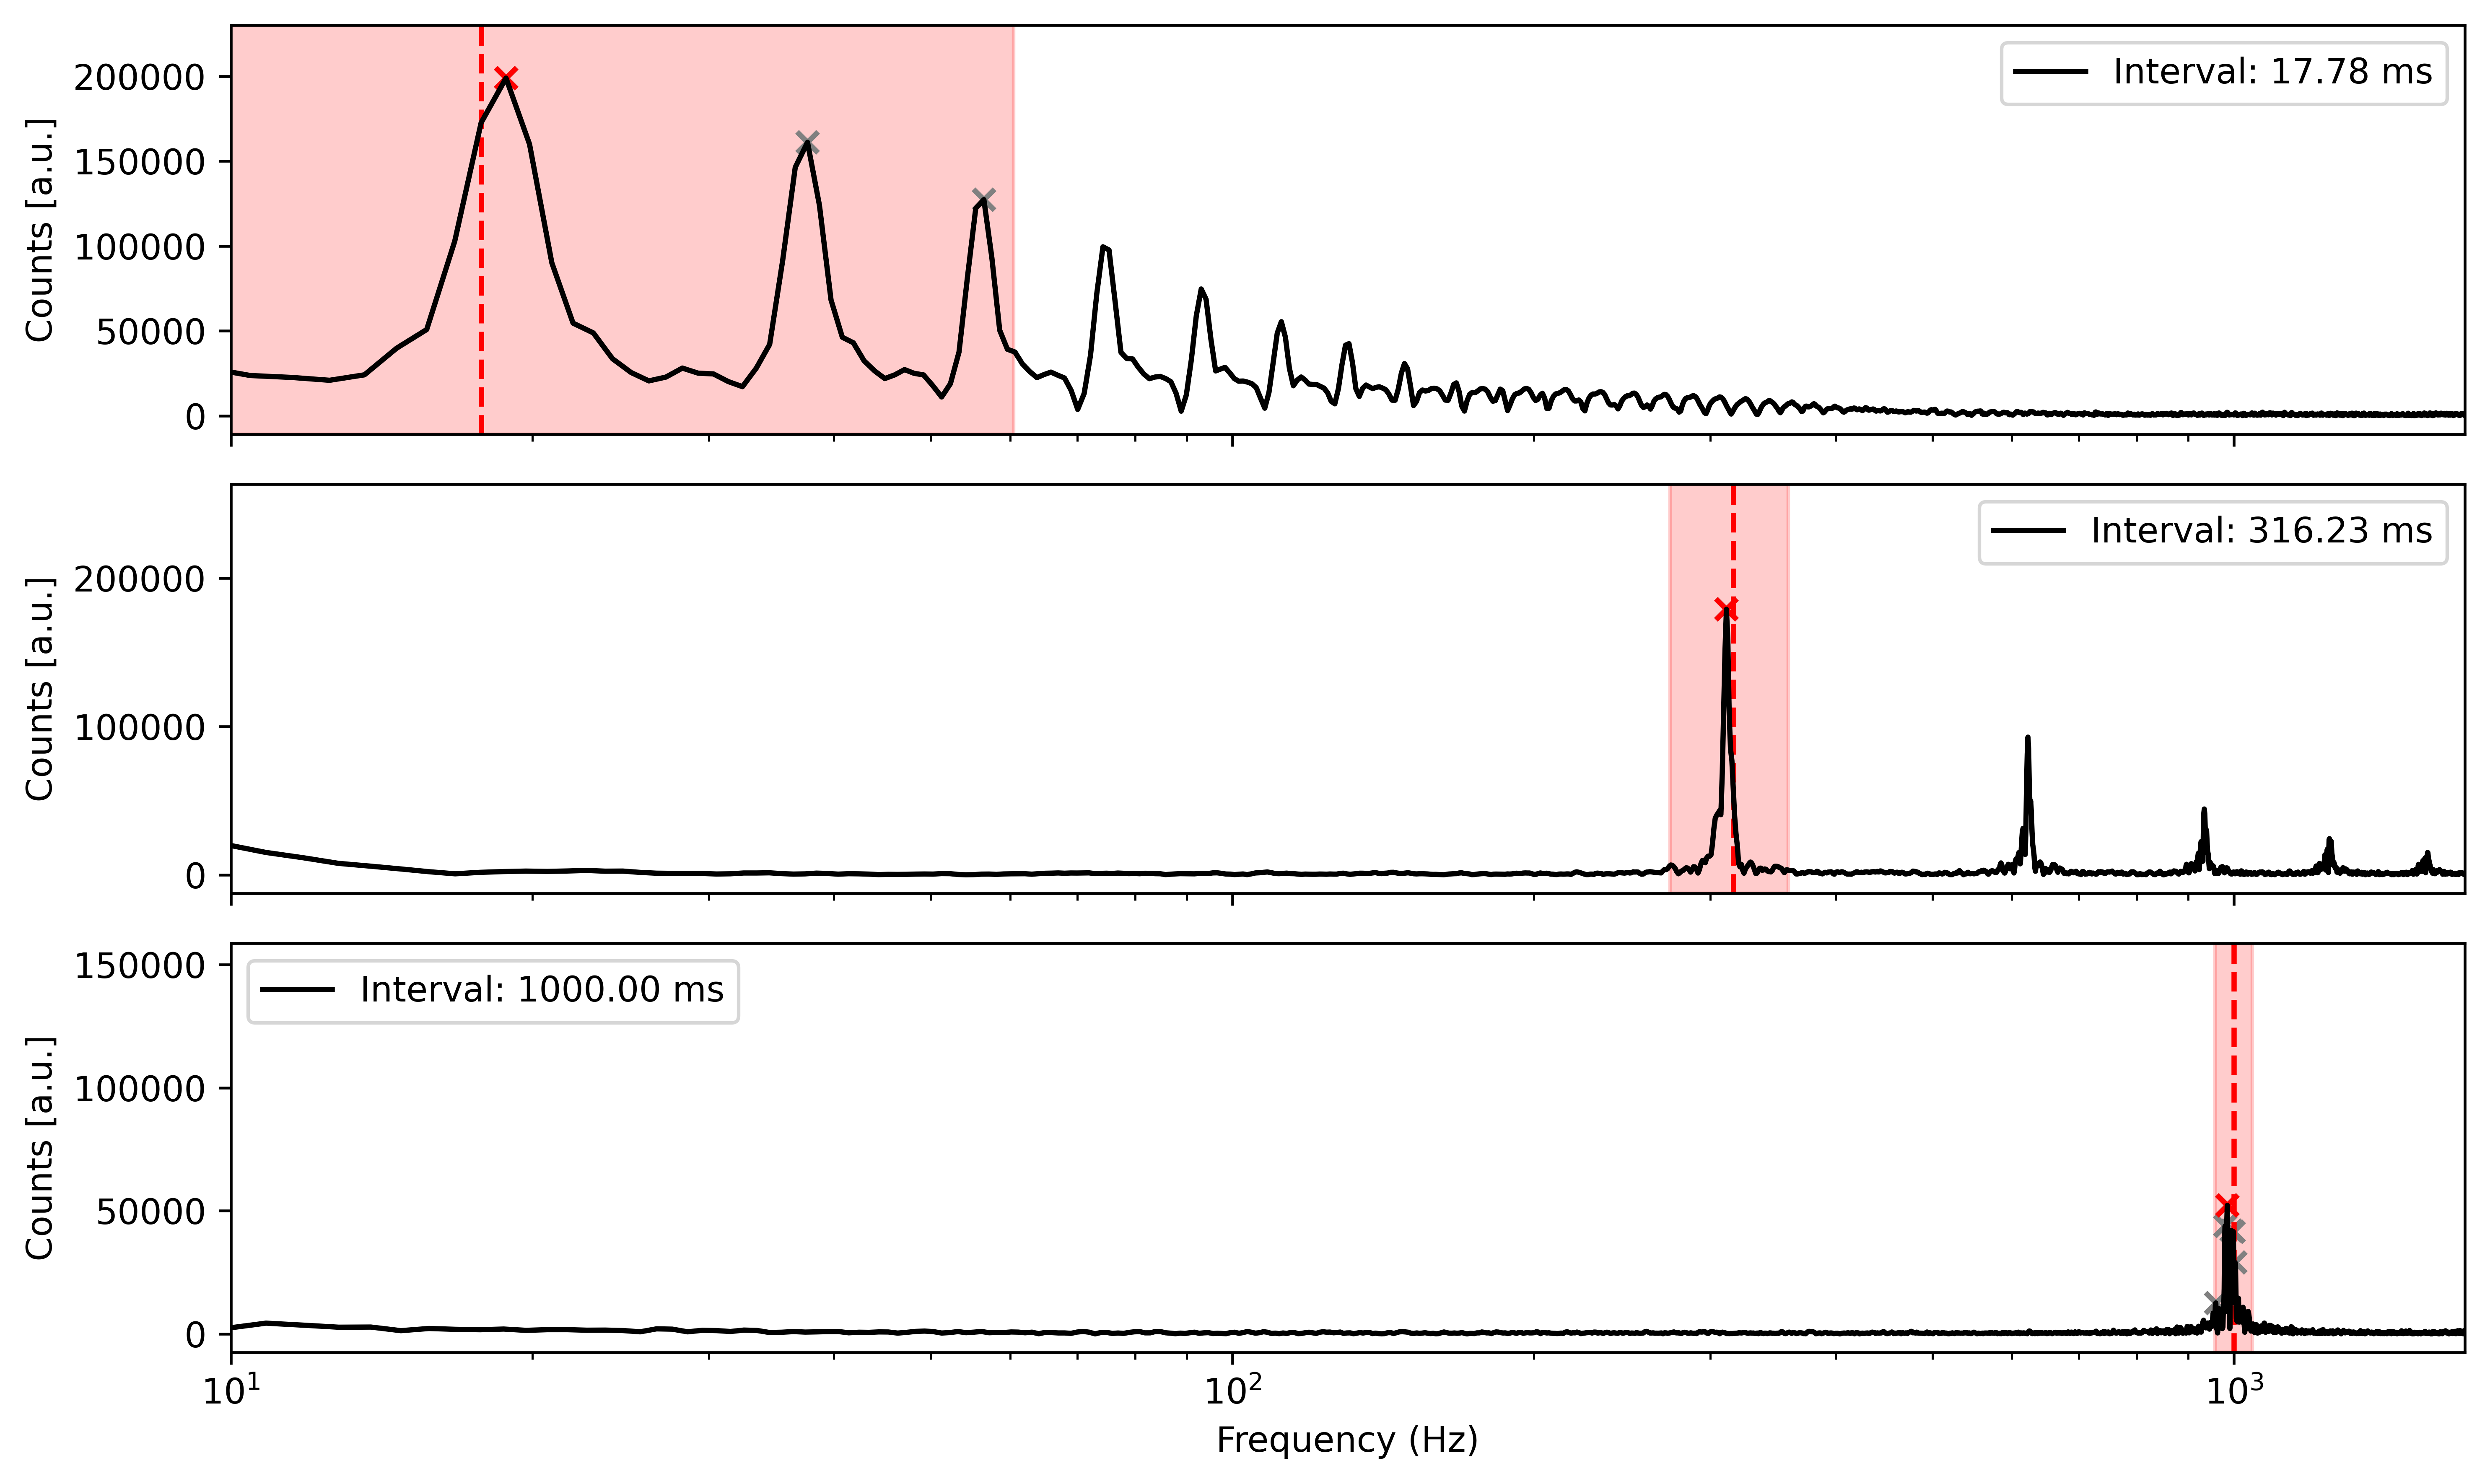 Counts [a.u.]
200000
150000
100000
50000
0
Interval: 17.78 ms
Counts [a.u.]
200000
100000
0
Interval: 316.23 ms
Counts [a.u.]
150000
100000
50000
0
Interval: 1000.00 ms
10¹ 10² 10³
Frequency (Hz)